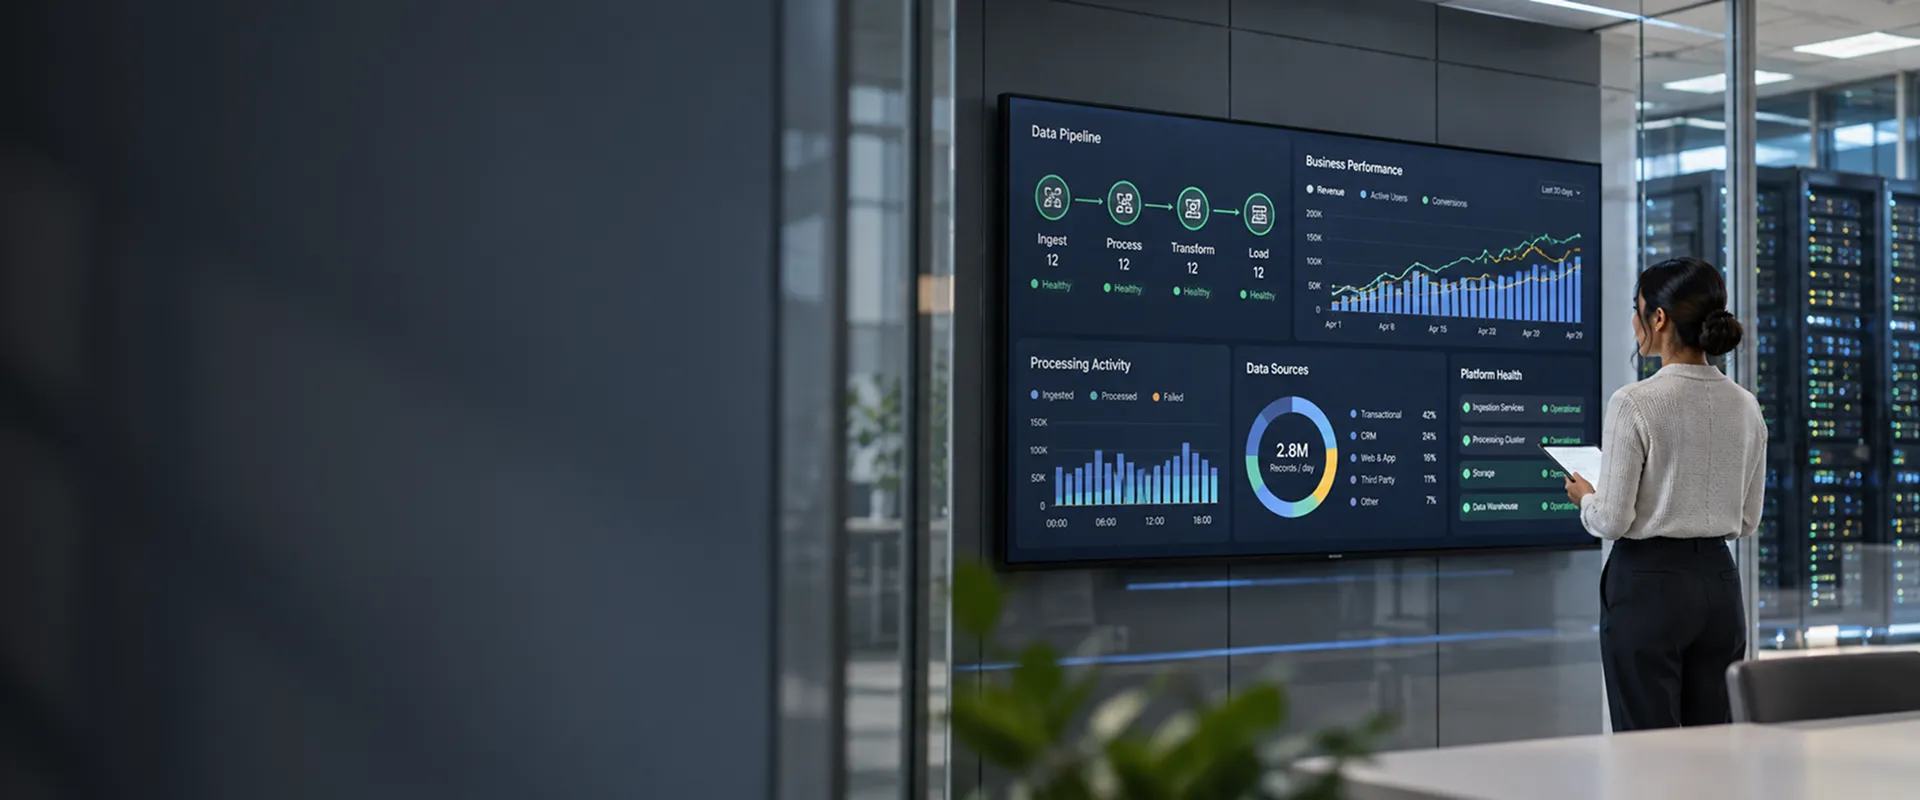 Data Pipeline
Ingest
12
Healthy
Process
12
Healthy
Transform
12
Healthy
Load
12
Healthy
Business Performance
Last 30 days
Revenue
Active Users
Conversions
200K
150K
100K
50K
0
Apr 1
Apr 8
Apr 15
Apr 22
Apr 22
Apr 29
Processing Activity
Ingested
Processed
Failed
150K
100K
50K
0
00:00
06:00
12:00
18:00
Data Sources
2.8M
Records / day
Transactional 42%
CRM 24%
Web & App 16%
Third Party 11%
Other 7%
Platform Health
Ingestion Services Operational
Processing Cluster Operational
Storage
Data Warehouse Operational